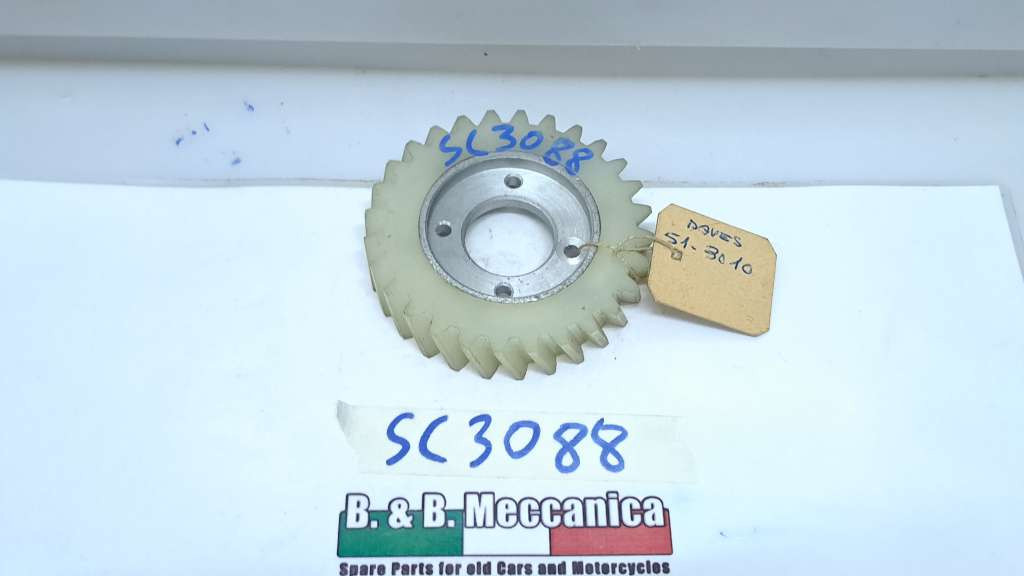 SC3088
DAVES
51-3010
SC3088
B. & B. Meccanica
Spare Parts for old Cars and Motorcycles